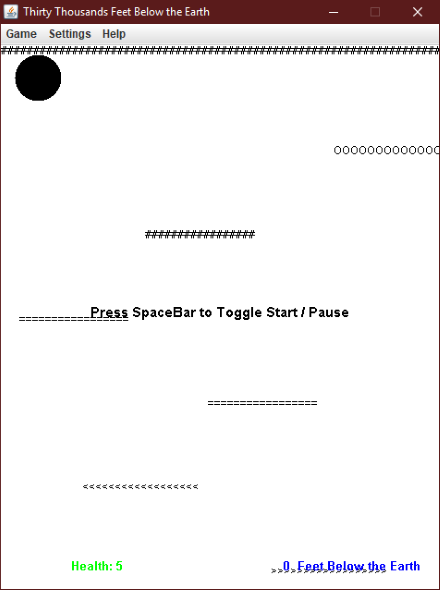 Thirty Thousands Feet Below the Earth
Game Settings Help
####################################################################
OOOOOOOOOOOOO
#################
Press SpaceBar to Toggle Start / Pause
=================
=================
<<<<<<<<<<<<<<<<<
Health: 5
0, Feet Below the Earth
>>>>>>>>>>>>>>>>>